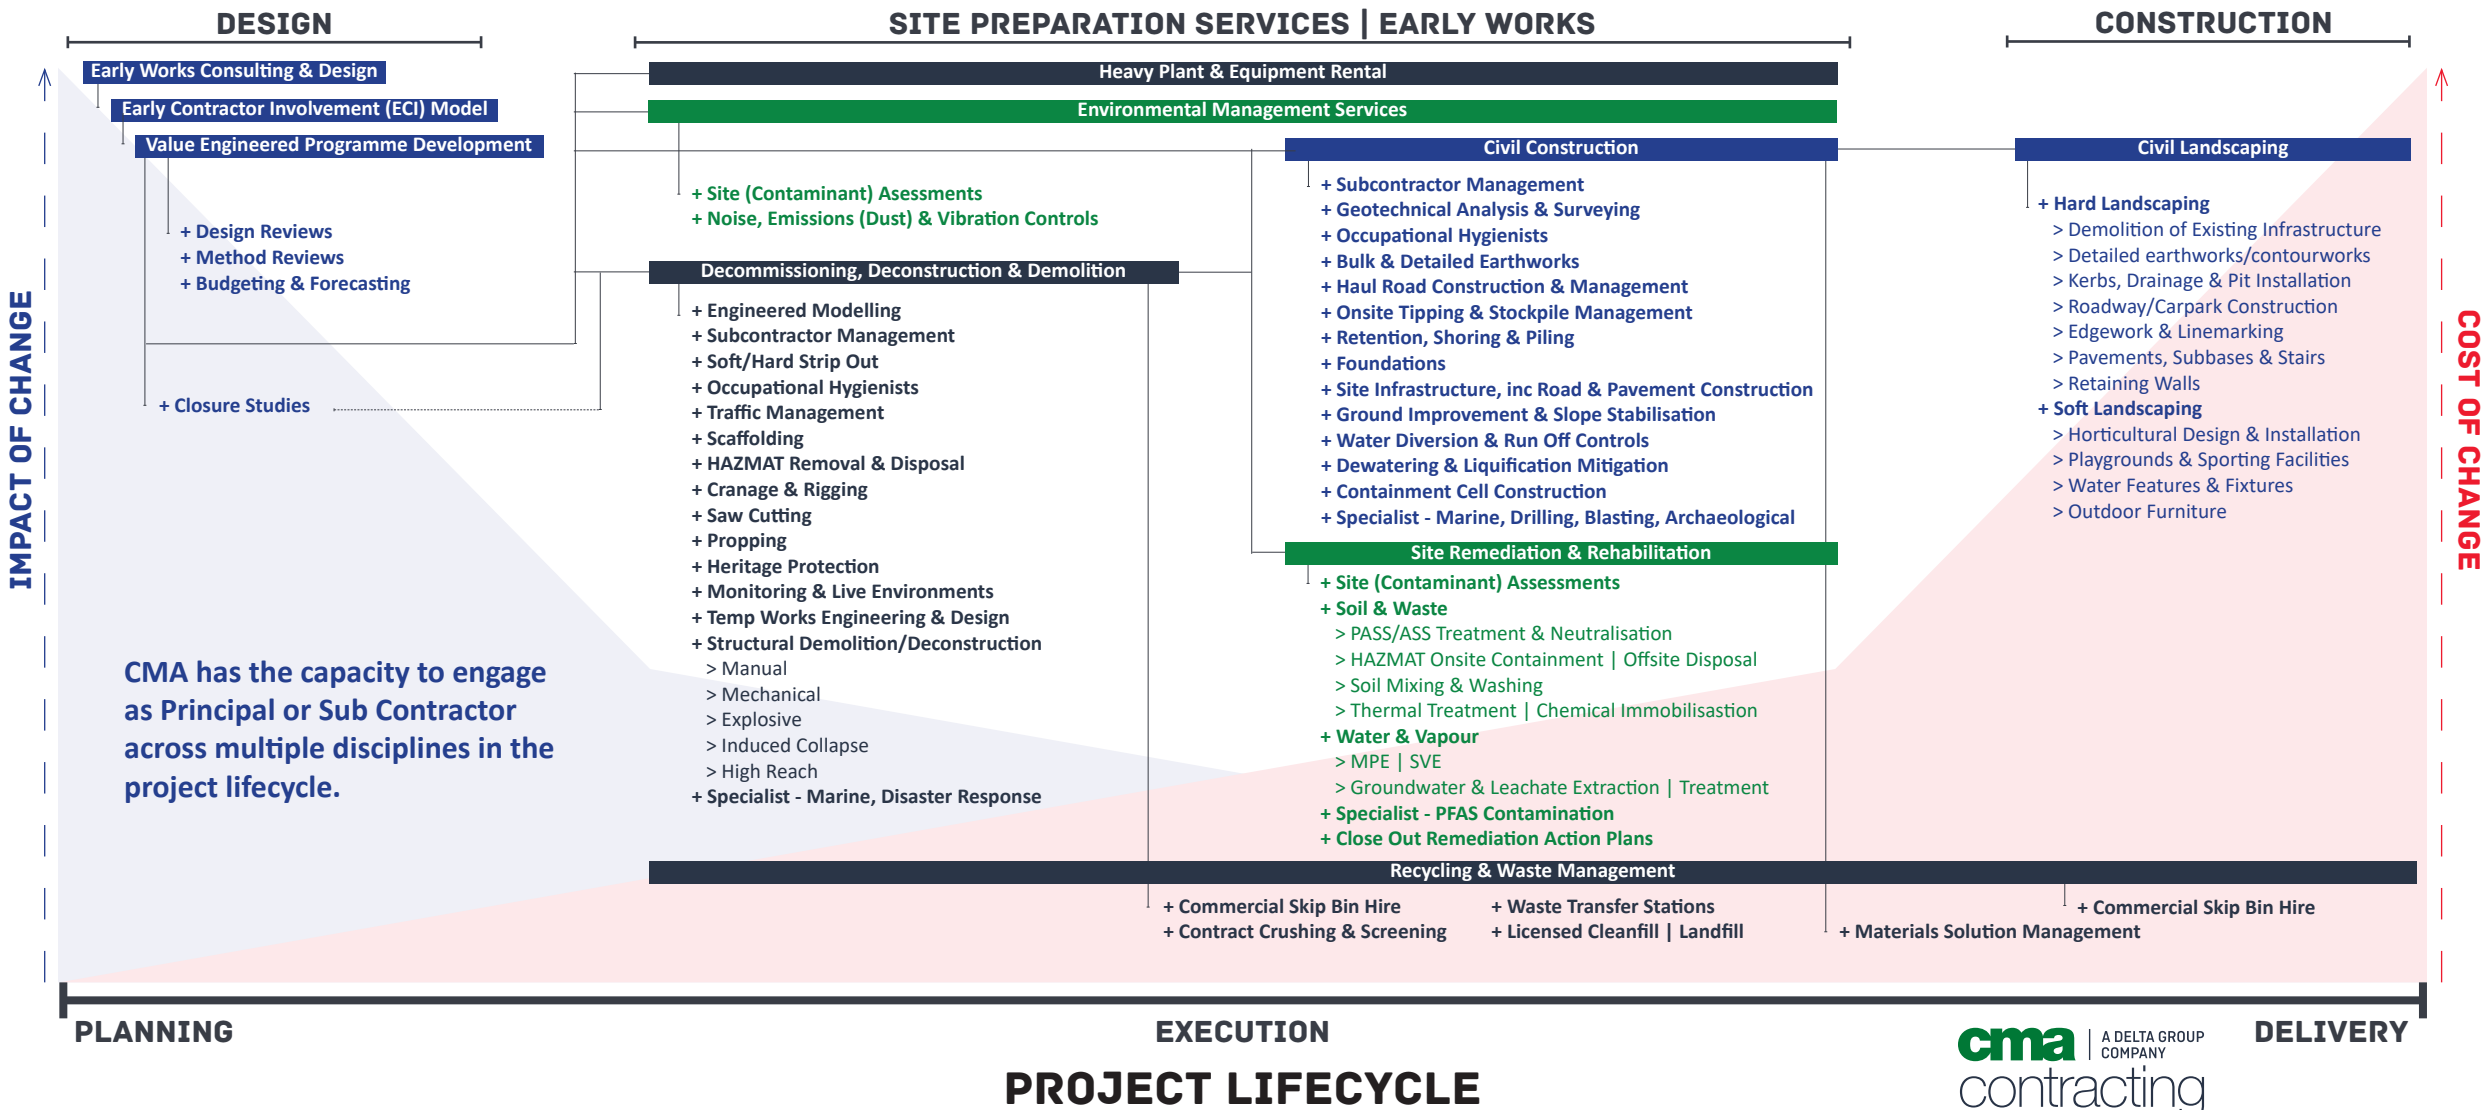 DESIGN
SITE PREPARATION SERVICES | EARLY WORKS
CONSTRUCTION
Early Works Consulting & Design
Early Contractor Involvement (ECI) Model
Value Engineered Programme Development
+ Design Reviews
+ Method Reviews
+ Budgeting & Forecasting
+ Closure Studies
IMPACT OF CHANGE
CMA has the capacity to engage
as Principal or Sub Contractor
across multiple disciplines in the
project lifecycle.
Heavy Plant & Equipment Rental
Environmental Management Services
+ Site (Contaminant) Asessments
+ Noise, Emissions (Dust) & Vibration Controls
Decommissioning, Deconstruction & Demolition
+ Engineered Modelling
+ Subcontractor Management
+ Soft/Hard Strip Out
+ Occupational Hygienists
+ Traffic Management
+ Scaffolding
+ HAZMAT Removal & Disposal
+ Cranage & Rigging
+ Saw Cutting
+ Propping
+ Heritage Protection
+ Monitoring & Live Environments
+ Temp Works Engineering & Design
+ Structural Demolition/Deconstruction
> Manual
> Mechanical
> Explosive
> Induced Collapse
> High Reach
+ Specialist - Marine, Disaster Response
Civil Construction
+ Subcontractor Management
+ Geotechnical Analysis & Surveying
+ Occupational Hygienists
+ Bulk & Detailed Earthworks
+ Haul Road Construction & Management
+ Onsite Tipping & Stockpile Management
+ Retention, Shoring & Piling
+ Foundations
+ Site Infrastructure, inc Road & Pavement Construction
+ Ground Improvement & Slope Stabilisation
+ Water Diversion & Run Off Controls
+ Dewatering & Liquification Mitigation
+ Containment Cell Construction
+ Specialist - Marine, Drilling, Blasting, Archaeological
Site Remediation & Rehabilitation
+ Site (Contaminant) Assessments
+ Soil & Waste
> PASS/ASS Treatment & Neutralisation
> HAZMAT Onsite Containment | Offsite Disposal
> Soil Mixing & Washing
> Thermal Treatment | Chemical Immobilisastion
+ Water & Vapour
> MPE | SVE
> Groundwater & Leachate Extraction | Treatment
+ Specialist - PFAS Contamination
+ Close Out Remediation Action Plans
Civil Landscaping
+ Hard Landscaping
> Demolition of Existing Infrastructure
> Detailed earthworks/contourworks
> Kerbs, Drainage & Pit Installation
> Roadway/Carpark Construction
> Edgework & Linemarking
> Pavements, Subbases & Stairs
> Retaining Walls
+ Soft Landscaping
> Horticultural Design & Installation
> Playgrounds & Sporting Facilities
> Water Features & Fixtures
> Outdoor Furniture
COST OF CHANGE
Recycling & Waste Management
+ Commercial Skip Bin Hire
+ Contract Crushing & Screening
+ Waste Transfer Stations
+ Licensed Cleanfill | Landfill
+ Materials Solution Management
+ Commercial Skip Bin Hire
PLANNING
EXECUTION
DELIVERY
PROJECT LIFECYCLE
cma
A DELTA GROUP
COMPANY
contracting